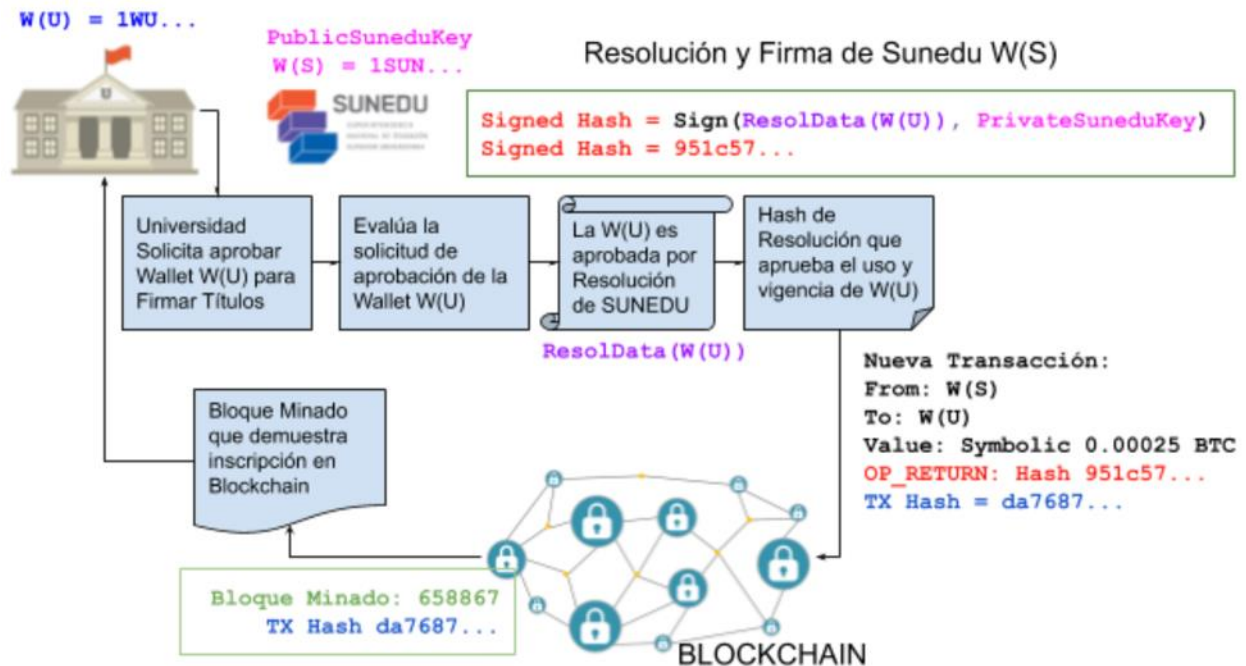 W(U) = 1WU...
U
PublicSuneduKey
W(S) = 1SUN...
SUNEDU
Resolución y Firma de Sunedu W(S)
Signed Hash = Sign(ResolData(W(U)), PrivateSuneduKey)
Signed Hash = 951c57...
Universidad
Solicita aprobar
Wallet W(U) para
Firmar Títulos
Evalúa la
solicitud de
aprobación de la
Wallet W(U)
La W(U) es
aprobada por
Resolución
de SUNEDU
Hash de
Resolución que
aprueba el uso y
vigencia de W(U)
ResolData(W(U))
Nueva Transacción:
From: W(S)
To: W(U)
Value: Symbolic 0.00025 BTC
OP_RETURN: Hash 951c57...
TX Hash = da7687...
Bloque Minado
que demuestra
inscripción en
Blockchain
Bloque Minado: 658867
TX Hash da7687...
BLOCKCHAIN